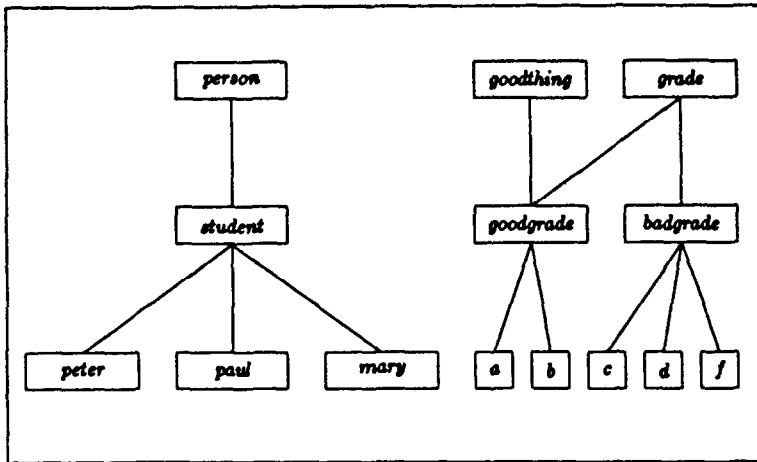 person goodthing grade
student goodgrade badgrade
peter paul mary a b c d f